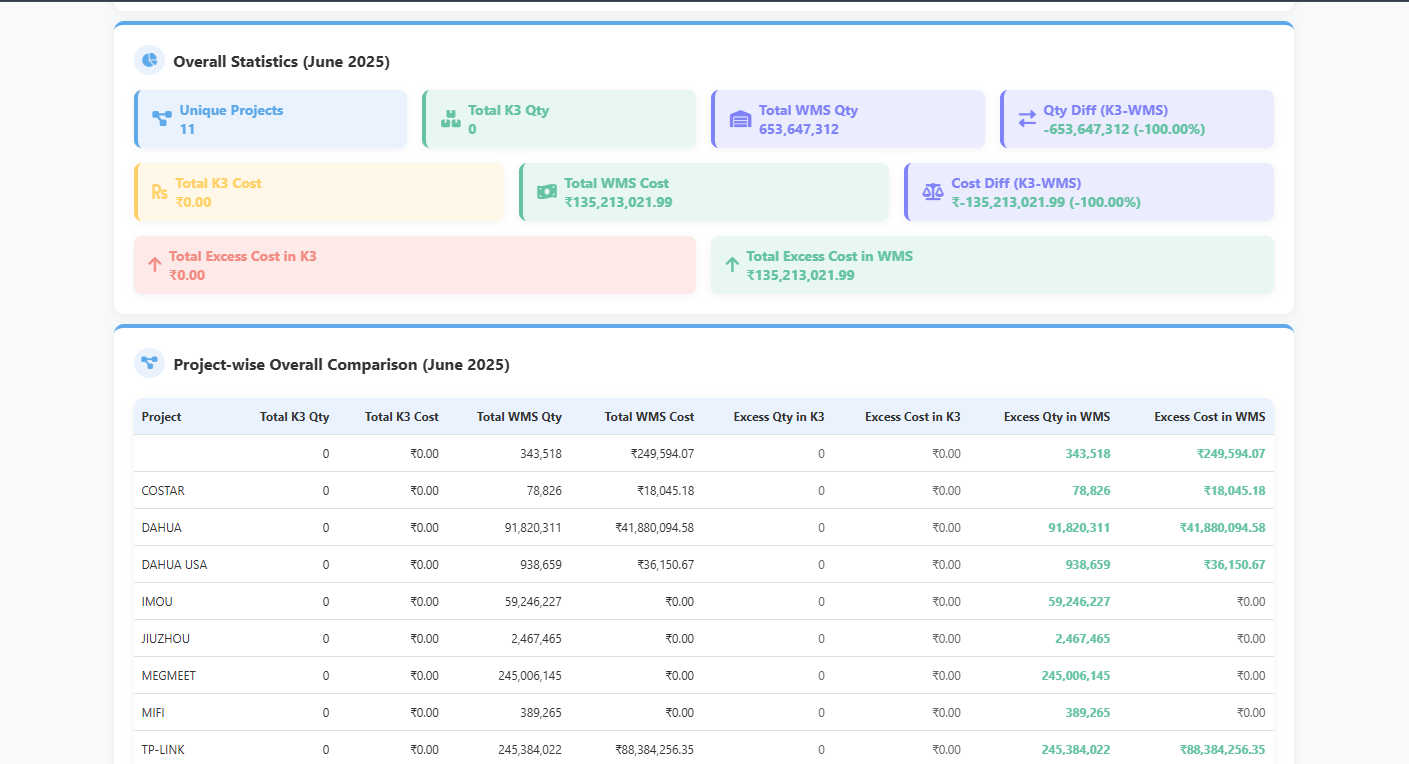 Overall Statistics (June 2025)
Unique Projects
11
Total K3 Qty
0
Total WMS Qty
653,647,312
Qty Diff (K3-WMS)
-653,647,312 (-100.00%)
₨ Total K3 Cost
₹0.00
Total WMS Cost
₹135,213,021.99
Cost Diff (K3-WMS)
₹-135,213,021.99 (-100.00%)
Total Excess Cost in K3
₹0.00
Total Excess Cost in WMS
₹135,213,021.99
Project-wise Overall Comparison (June 2025)
Project Total K3 Qty Total K3 Cost Total WMS Qty Total WMS Cost Excess Qty in K3 Excess Cost in K3 Excess Qty in WMS Excess Cost in WMS
0 ₹0.00 343,518 ₹249,594.07 0 ₹0.00 343,518 ₹249,594.07
COSTAR 0 ₹0.00 78,826 ₹18,045.18 0 ₹0.00 78,826 ₹18,045.18
DAHUA 0 ₹0.00 91,820,311 ₹41,880,094.58 0 ₹0.00 91,820,311 ₹41,880,094.58
DAHUA USA 0 ₹0.00 938,659 ₹36,150.67 0 ₹0.00 938,659 ₹36,150.67
IMOU 0 ₹0.00 59,246,227 ₹0.00 0 ₹0.00 59,246,227 ₹0.00
JIUZHOU 0 ₹0.00 2,467,465 ₹0.00 0 ₹0.00 2,467,465 ₹0.00
MEGMEET 0 ₹0.00 245,006,145 ₹0.00 0 ₹0.00 245,006,145 ₹0.00
MIFI 0 ₹0.00 389,265 ₹0.00 0 ₹0.00 389,265 ₹0.00
TP-LINK 0 ₹0.00 245,384,022 ₹88,384,256.35 0 ₹0.00 245,384,022 ₹88,384,256.35